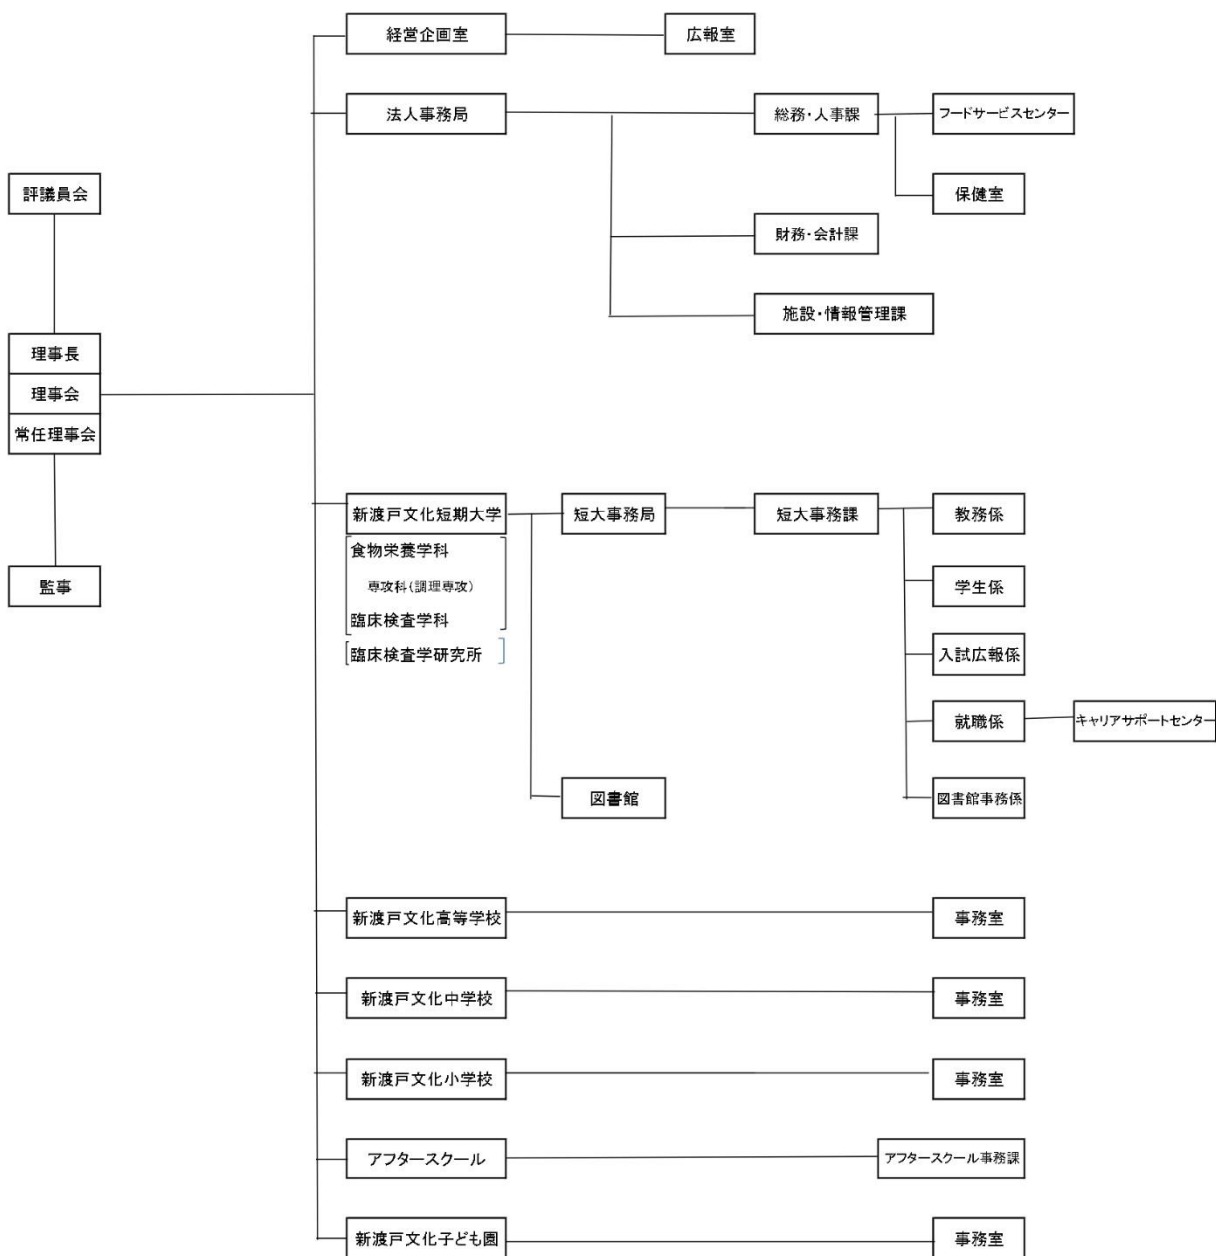 経営企画室
広報室
法人事務局
総務・人事課
フードサービスセンター
評議員会
保健室
財務・会計課
施設・情報管理課
理事長
理事会
常任理事会
新渡戸文化短期大学
短大事務局
短大事務課
教務係
食物栄養学科
専攻科(調理専攻)
監事
学生係
臨床検査学科
臨床検査学研究所
入試広報係
就職係
キャリアサポートセンター
図書館
図書館事務係
新渡戸文化高等学校
事務室
新渡戸文化中学校
事務室
新渡戸文化小学校
事務室
アフタースクール
アフタースクール事務課
新渡戸文化子ども園
事務室